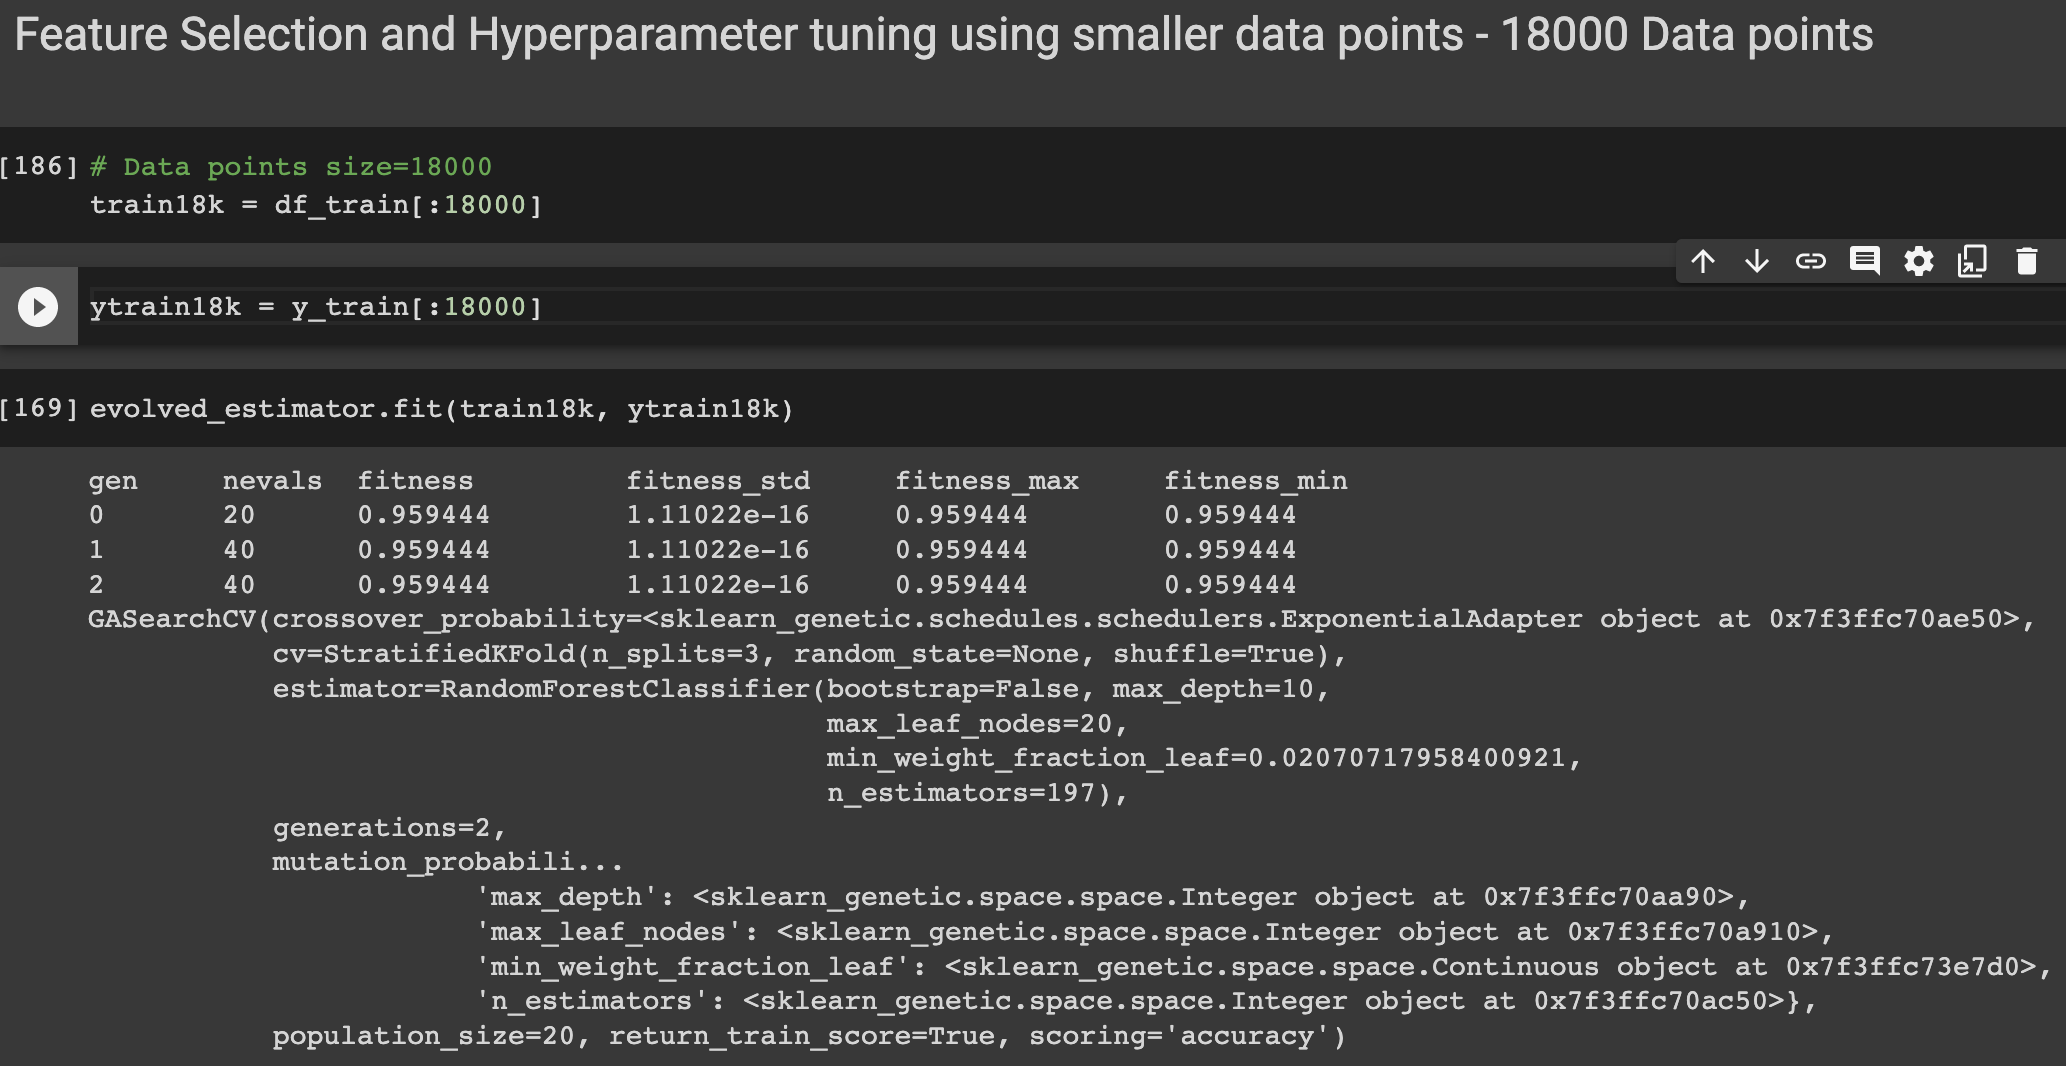 Feature Selection and Hyperparameter tuning using smaller data points - 18000 Data points
[186] # Data points size=18000
train18k = df_train[:18000]
ytrain18k = y_train[:18000]
[169] evolved_estimator.fit(train18k, ytrain18k)
gen nevals fitness fitness_std fitness_max fitness_min
0 20 0.959444 1.11022e-16 0.959444 0.959444
1 40 0.959444 1.11022e-16 0.959444 0.959444
2 40 0.959444 1.11022e-16 0.959444 0.959444
GASearchCV(crossover_probability=<sklearn_genetic.schedules.schedulers.ExponentialAdapter object at 0x7f3ffc70ae50>,
cv=StratifiedKFold(n_splits=3, random_state=None, shuffle=True),
estimator=RandomForestClassifier(bootstrap=False, max_depth=10,
max_leaf_nodes=20,
min_weight_fraction_leaf=0.02070717958400921,
n_estimators=197),
generations=2,
mutation_probabili...
'max_depth': <sklearn_genetic.space.space.Integer object at 0x7f3ffc70aa90>,
'max_leaf_nodes': <sklearn_genetic.space.space.Integer object at 0x7f3ffc70a910>,
'min_weight_fraction_leaf': <sklearn_genetic.space.space.Continuous object at 0x7f3ffc73e7d0>,
'n_estimators': <sklearn_genetic.space.space.Integer object at 0x7f3ffc70ac50>},
population_size=20, return_train_score=True, scoring='accuracy')